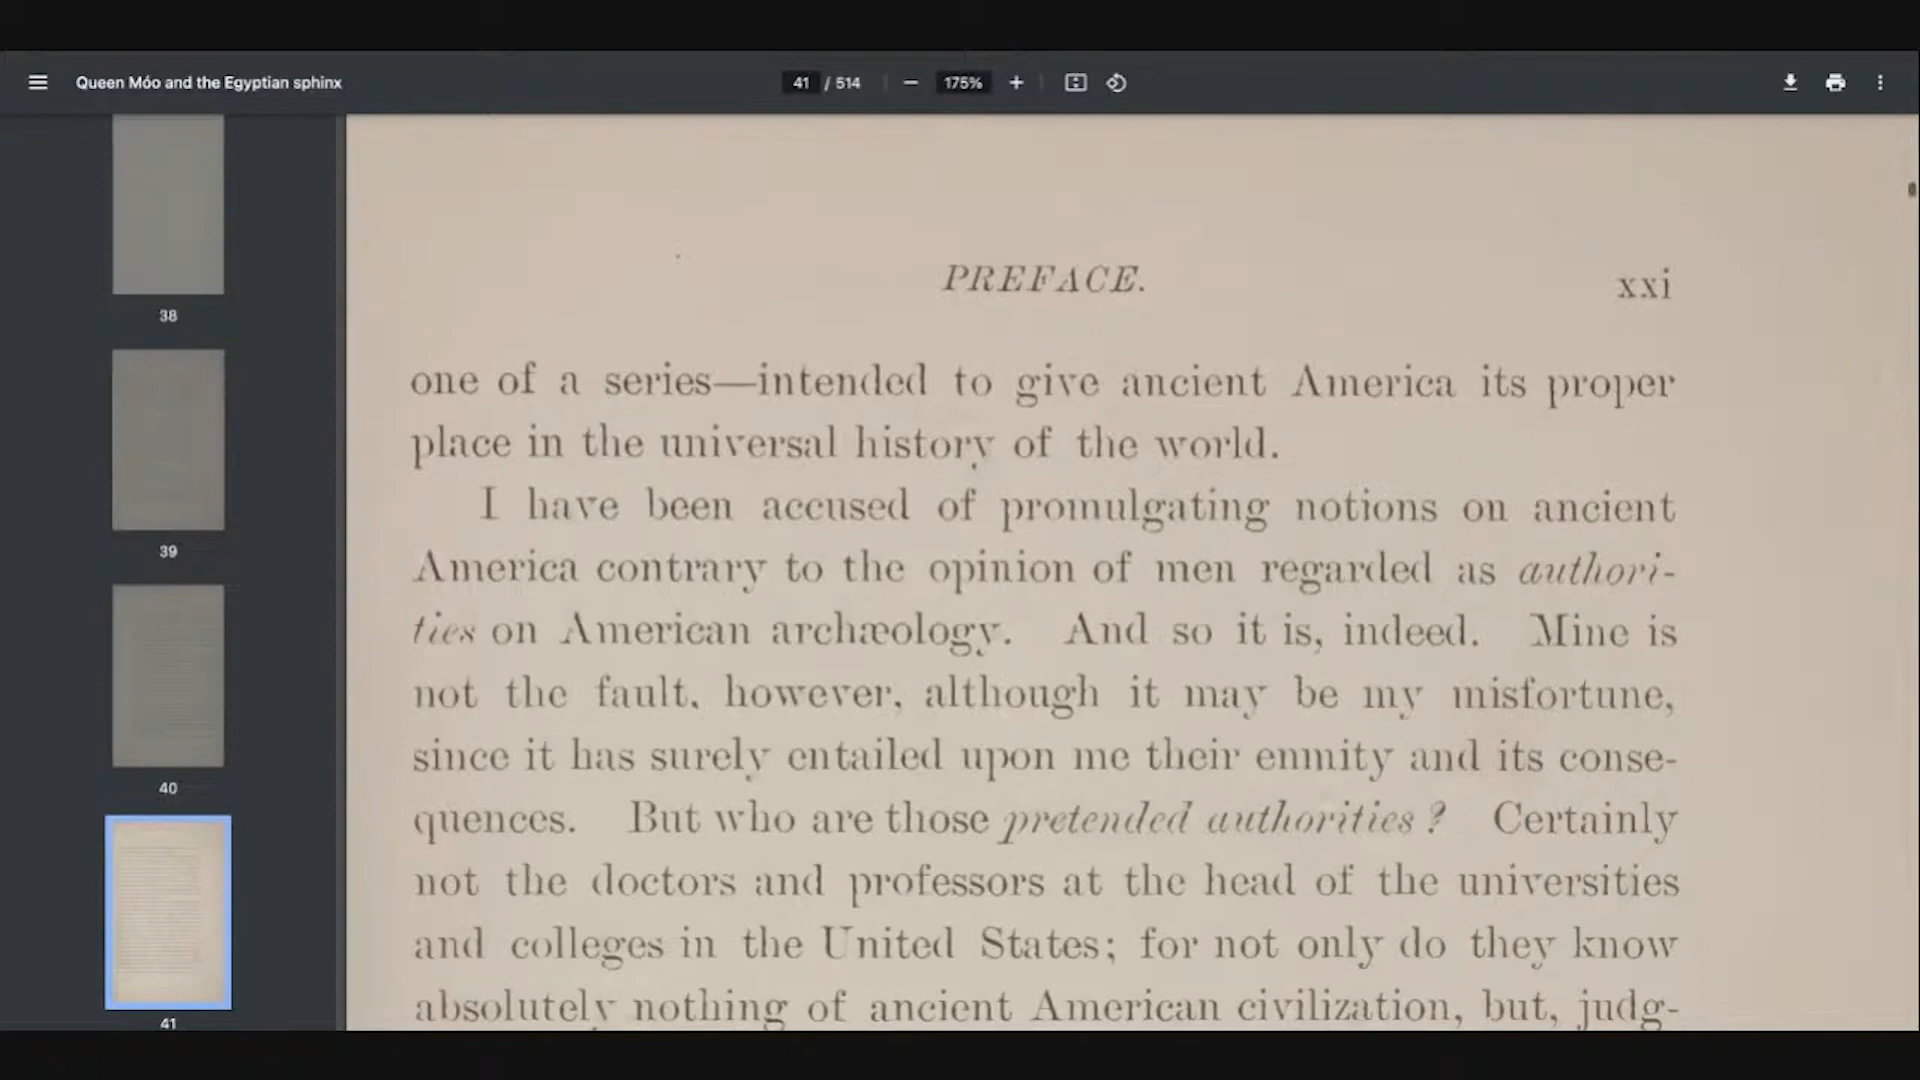 Queen Móo and the Egyptian sphinx
41 / 514
175%
38
39
40
41
PREFACE.
xxi
one of a series—intended to give ancient America its proper
place in the universal history of the world.
I have been accused of promulgating notions on ancient
America contrary to the opinion of men regarded as authori-
ties on American archæology. And so it is, indeed. Mine is
not the fault, however, although it may be my misfortune,
since it has surely entailed upon me their enmity and its conse-
quences. But who are those pretended authorities? Certainly
not the doctors and professors at the head of the universities
and colleges in the United States; for not only do they know
absolutely nothing of ancient American civilization, but, judg-